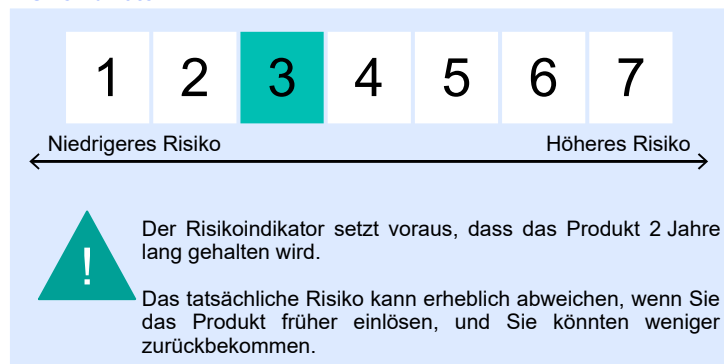 1 2 3 4 5 6 7
Niedrigeres Risiko Höheres Risiko
!
Der Risikoindikator setzt voraus, dass das Produkt 2 Jahre
lang gehalten wird.
Das tatsächliche Risiko kann erheblich abweichen, wenn Sie
das Produkt früher einlösen, und Sie könnten weniger
zurückbekommen.